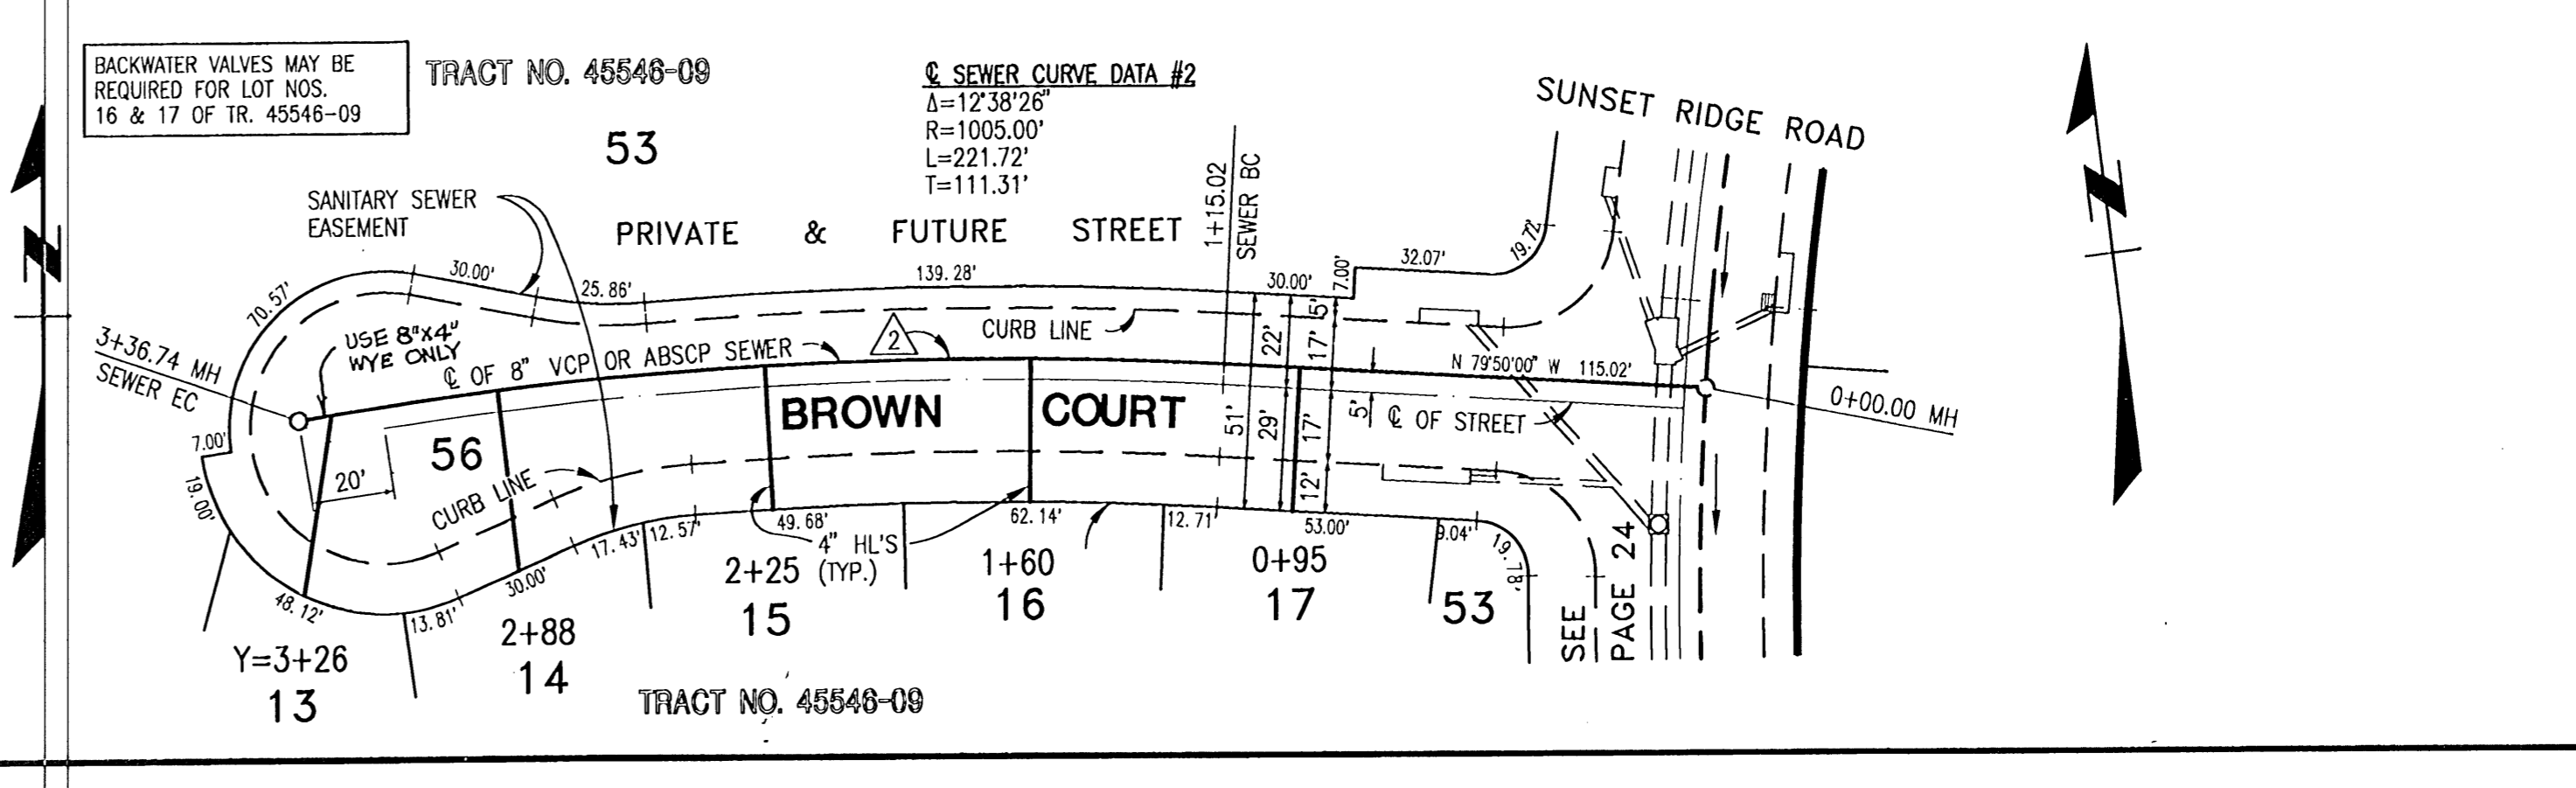 BACKWATER VALVES MAY BE
REQUIRED FOR LOT NOS.
16 & 17 OF TR. 45546-09
TRACT NO. 45546-09
53
℄ SEWER CURVE DATA #2
Δ=12°38'26"
R=1005.00'
L=221.72'
T=111.31'
SUNSET RIDGE ROAD
N
N
SANITARY SEWER
EASEMENT
PRIVATE & FUTURE STREET
1+15.02
SEWER BC
70.57'
30.00'
25.86'
139.28'
30.00'
7.00'
32.07'
19.72'
3+36.74 MH
SEWER EC
USE 8"X4"
WYE ONLY
℄ OF 8" VCP OR ABSCP SEWER
2
CURB LINE
22'
17'
5'
N 79°50'00" W 115.02'
0+00.00 MH
7.00'
19.00'
20'
56
CURB LINE
BROWN COURT
51'
29'
17'
12'
5'
℄ OF STREET
48.12'
13.81'
30.00'
17.43'
12.57'
49.68'
4" HL'S
(TYP.)
62.14'
12.71'
53.00'
9.04'
19.78'
Y=3+26
13
2+88
14
2+25
15
1+60
16
0+95
17
53
SEE
PAGE 24
TRACT NO. 45546-09